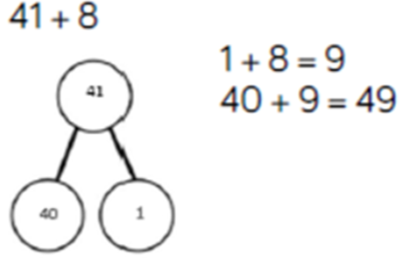 41 + 8
41
40
1
1 + 8 = 9
40 + 9 = 49